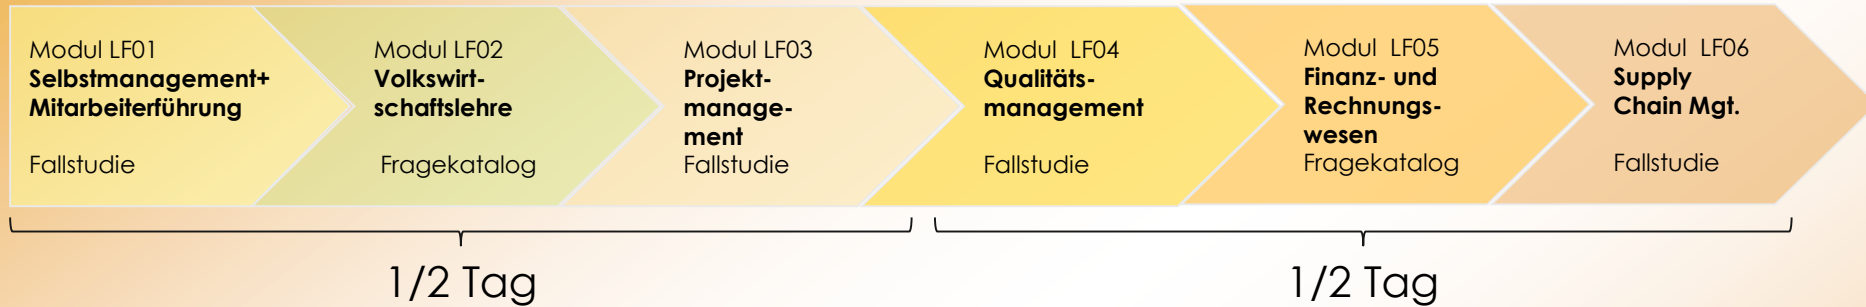 Modul LF01
Selbstmanagement+
Mitarbeiterführung
Fallstudie
Modul LF02
Volkswirt-
schaftslehre
Fragekatalog
Modul LF03
Projekt-
manage-
ment
Fallstudie
Modul LF04
Qualitäts-
management
Fallstudie
Modul LF05
Finanz- und
Rechnungs-
wesen
Fragekatalog
Modul LF06
Supply
Chain Mgt.
Fallstudie
1/2 Tag
1/2 Tag